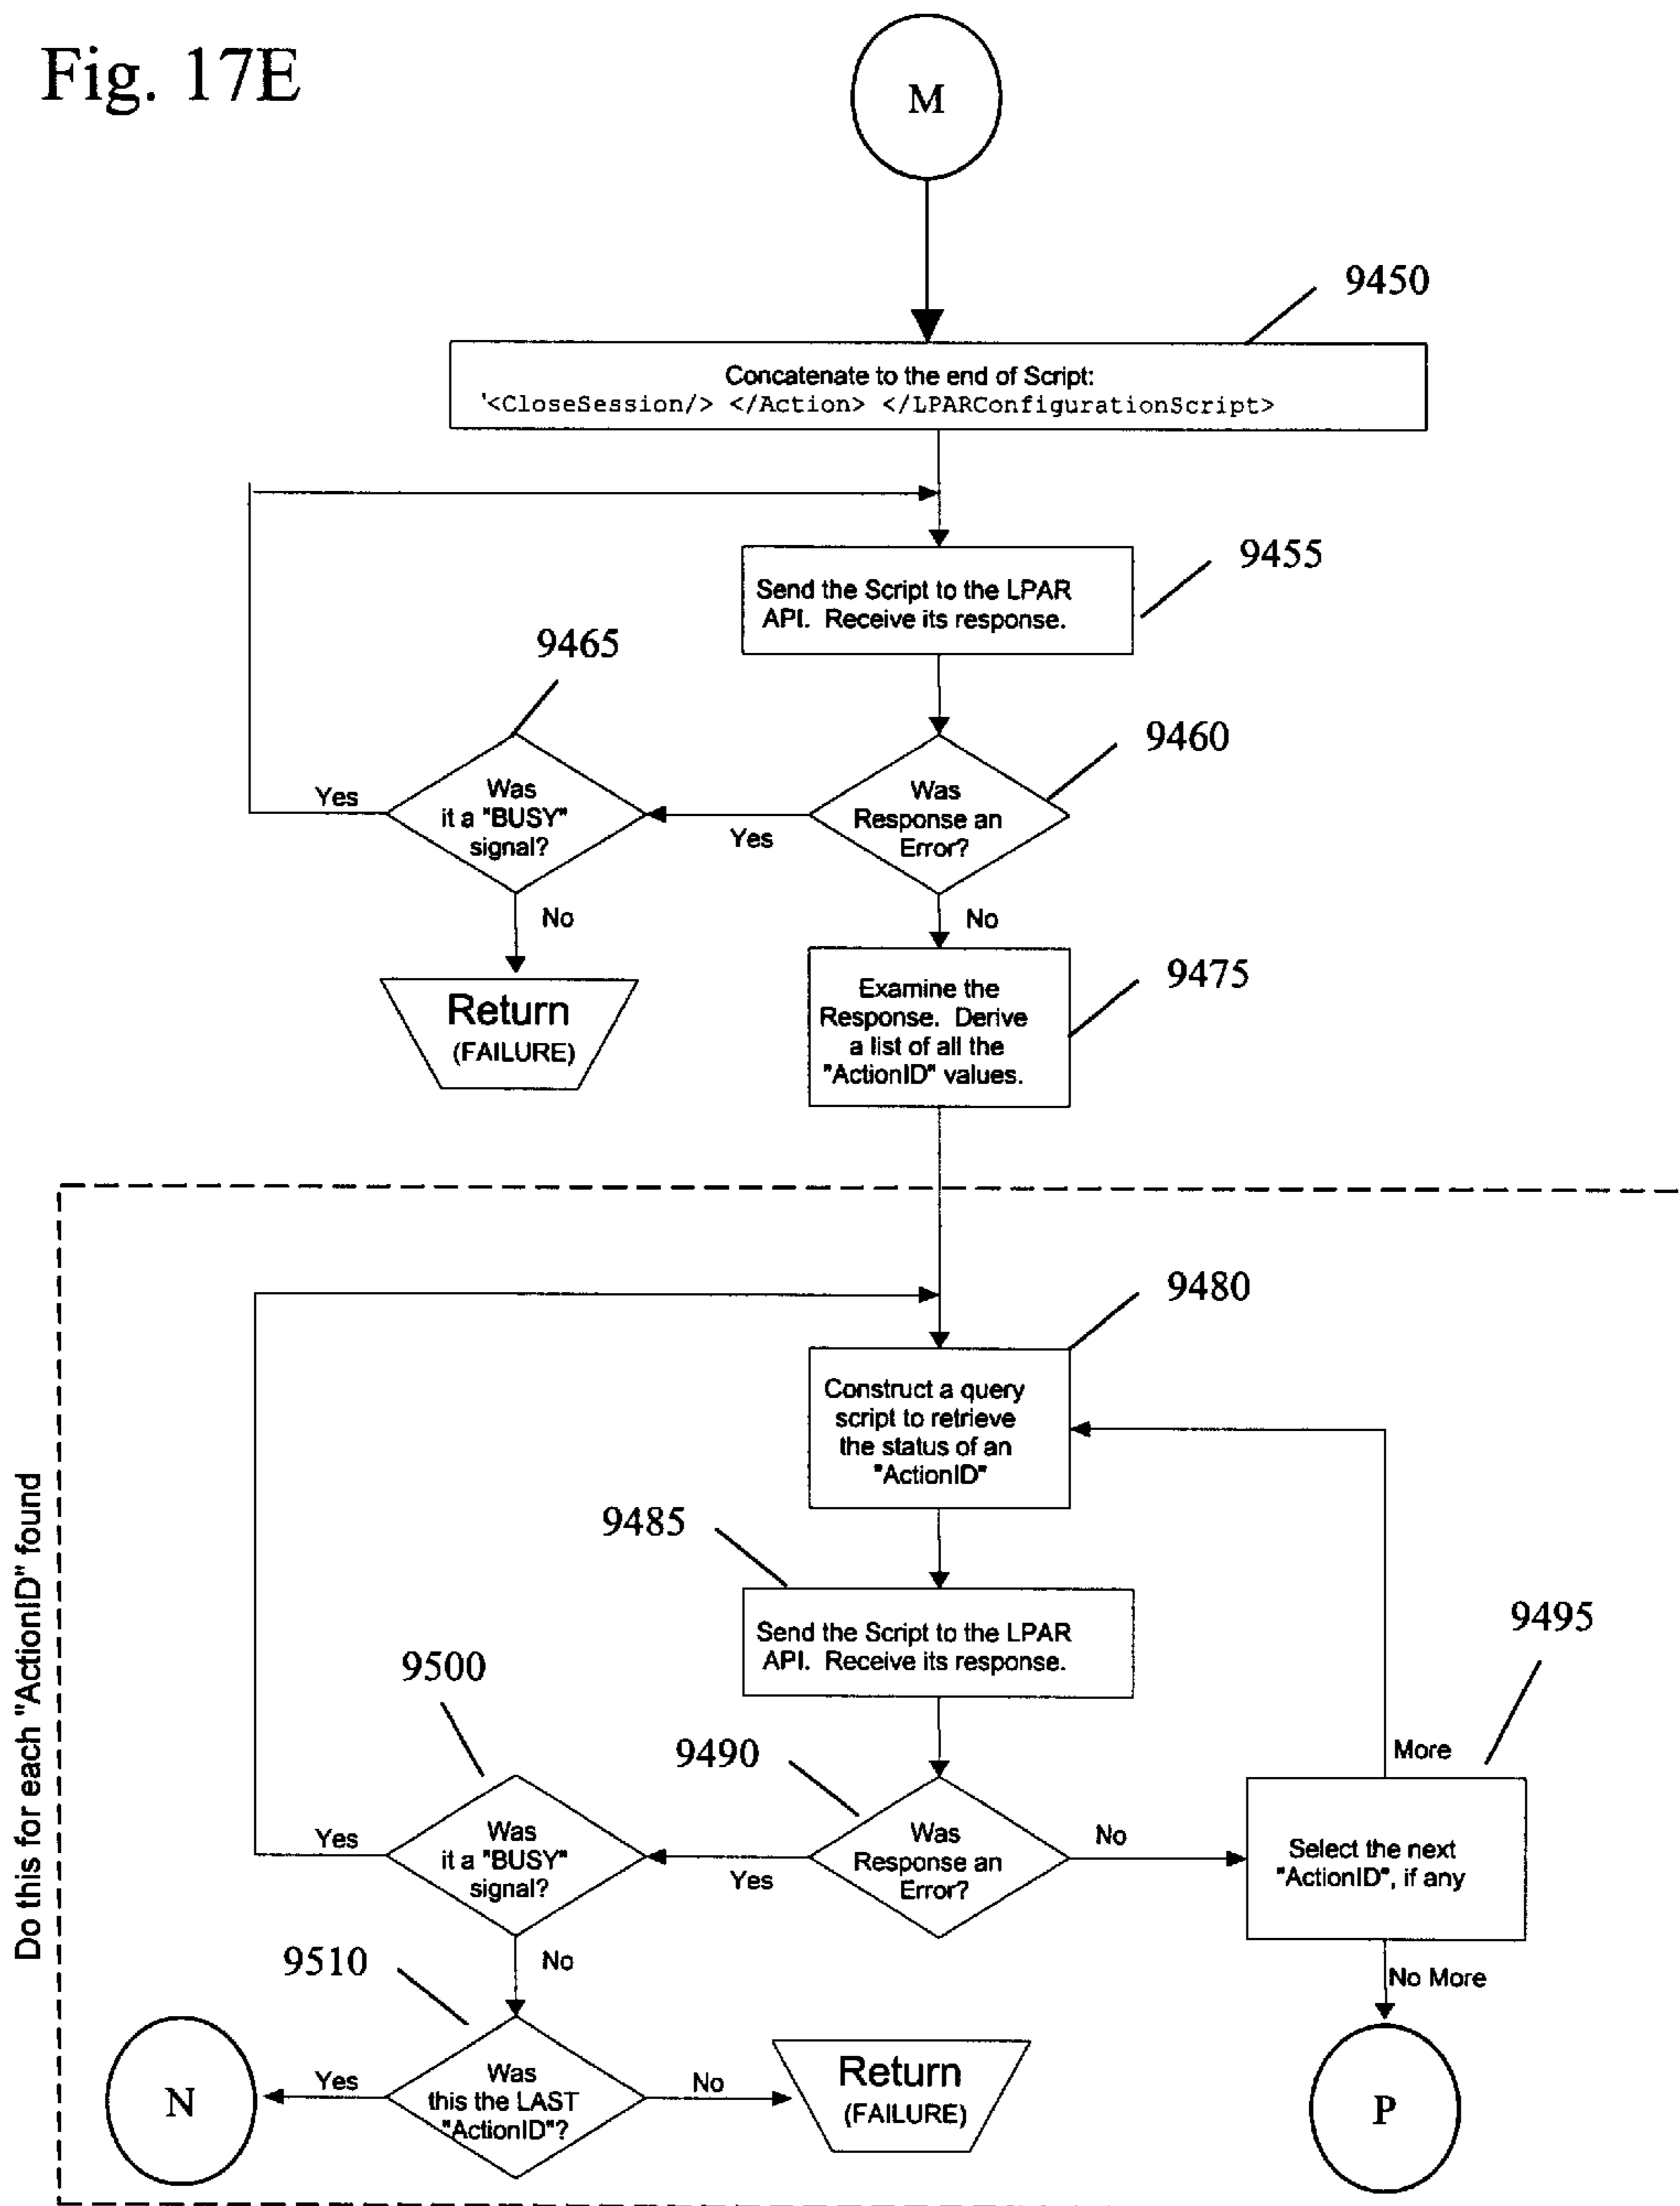 Fig. 17E
M
9450
Concatenate to the end of Script:
'<CloseSession/> </Action> </LPARConfigurationScript>
9455
Send the Script to the LPAR
API. Receive its response.
9465
9460
Was
it a "BUSY"
signal?
Yes
Was
Response an
Error?
Yes
No
No
Return
(FAILURE)
9475
Examine the
Response. Derive
a list of all the
"ActionID" values.
Do this for each "ActionID" found
9480
Construct a query
script to retrieve
the status of an
"ActionID"
9485
Send the Script to the LPAR
API. Receive its response.
9495
9500
9490
More
Was
it a "BUSY"
signal?
Yes
Was
Response an
Error?
Yes
No
Select the next
"ActionID", if any
No
9510
No More
N
Yes
Was
this the LAST
"ActionID"?
No
Return
(FAILURE)
P